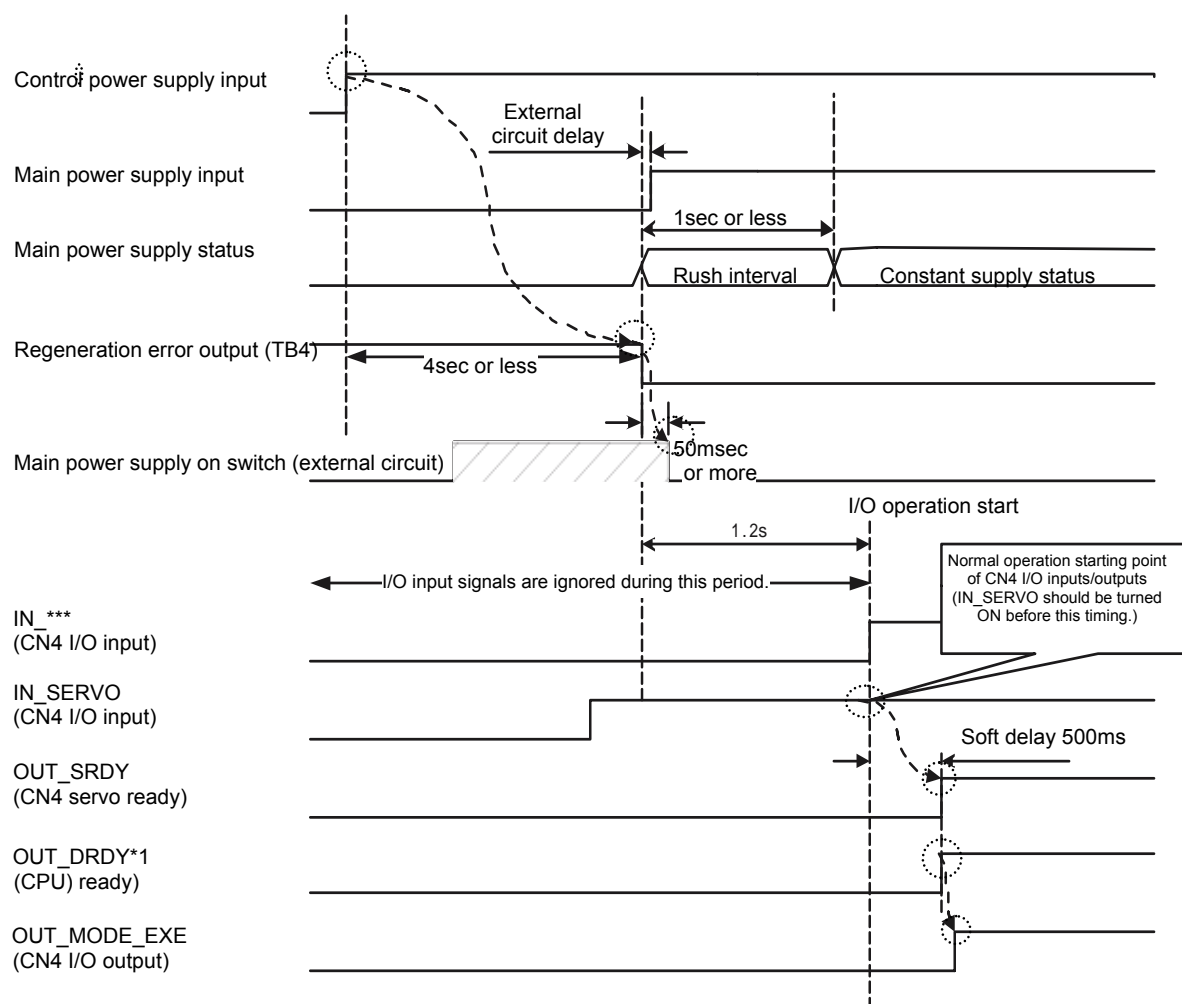 Control power supply input
External
circuit delay
Main power supply input
1sec or less
Main power supply status
Rush interval
Constant supply status
Regeneration error output (TB4)
4sec or less
Main power supply on switch (external circuit)
50msec
or more
I/O operation start
1.2s
Normal operation starting point
of CN4 I/O inputs/outputs
(IN_SERVO should be turned
ON before this timing.)
I/O input signals are ignored during this period.
IN_***
(CN4 I/O input)
IN_SERVO
(CN4 I/O input)
Soft delay 500ms
OUT_SRDY
(CN4 servo ready)
OUT_DRDY*1
(CPU) ready)
OUT_MODE_EXE
(CN4 I/O output)